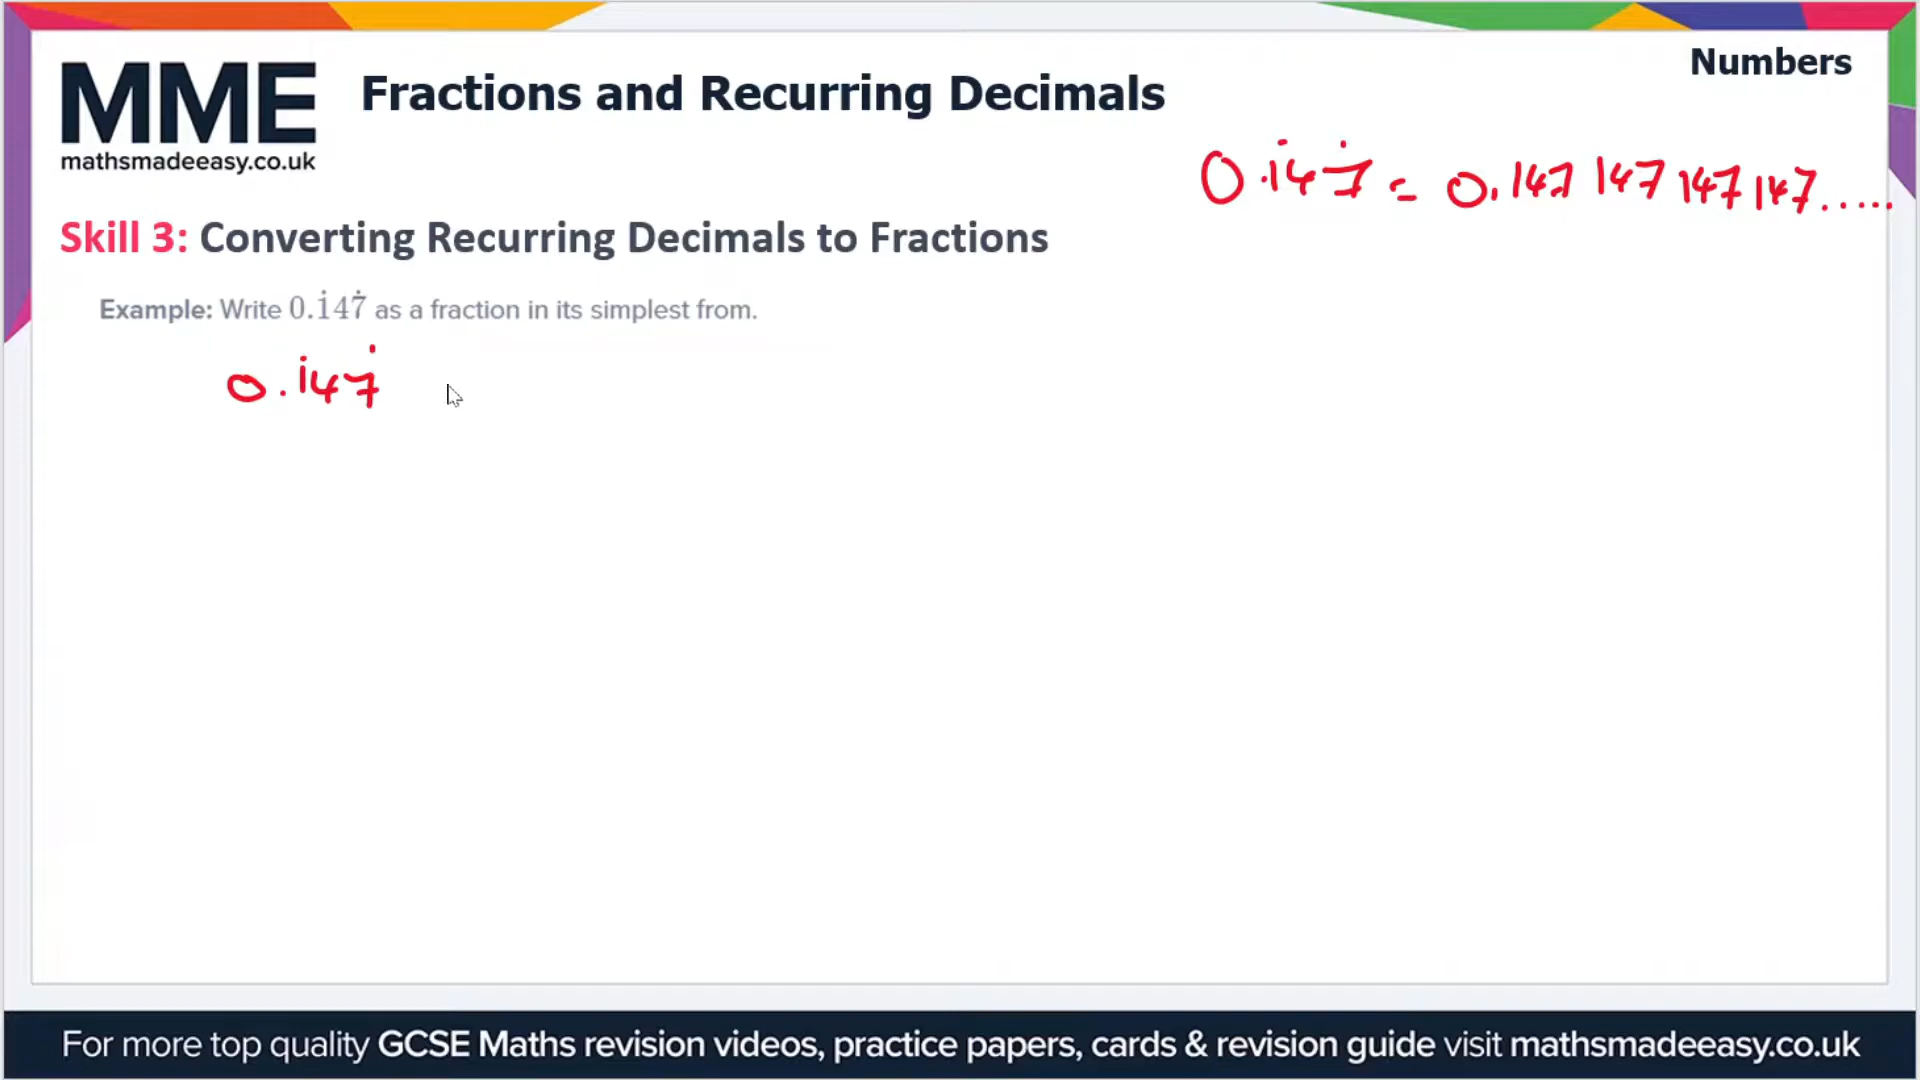 MME
mathsmadeeasy.co.uk
Fractions and Recurring Decimals
Numbers
0.1̇47̇ = 0.147 147 147 147.....
Skill 3: Converting Recurring Decimals to Fractions
Example: Write 0.1̇47̇ as a fraction in its simplest from.
0.1̇47̇
For more top quality GCSE Maths revision videos, practice papers, cards & revision guide visit mathsmadeeasy.co.uk